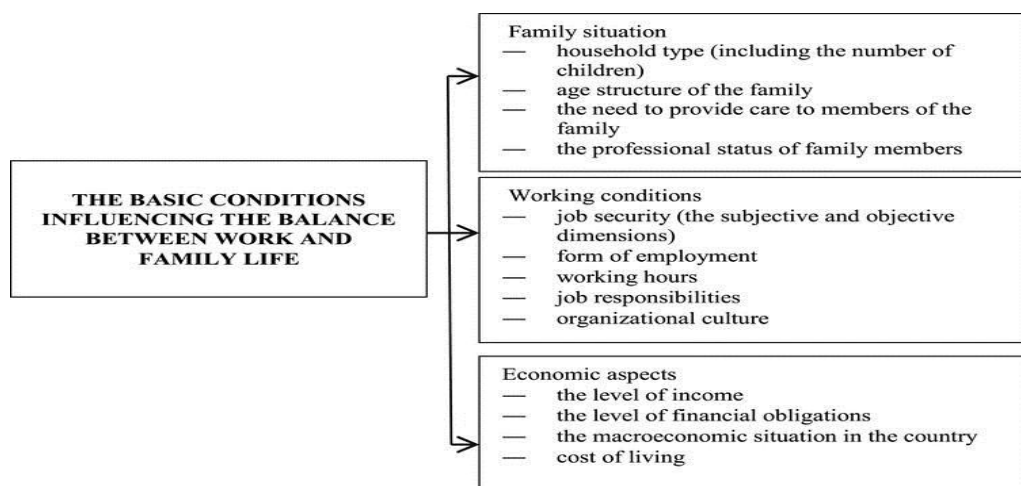 THE BASIC CONDITIONS
INFLUENCING THE BALANCE
BETWEEN WORK AND
FAMILY LIFE
Family situation
— household type (including the number of
children)
— age structure of the family
— the need to provide care to members of the
family
— the professional status of family members
Working conditions
— job security (the subjective and objective
dimensions)
— form of employment
— working hours
— job responsibilities
— organizational culture
Economic aspects
— the level of income
— the level of financial obligations
— the macroeconomic situation in the country
— cost of living